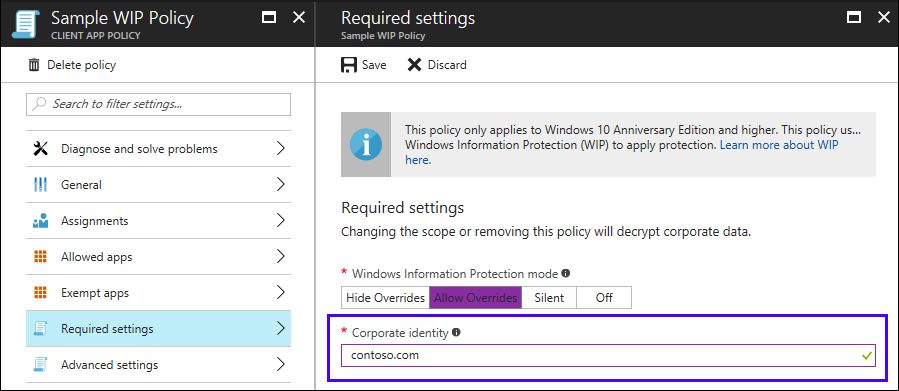 Sample WIP Policy
CLIENT APP POLICY
Delete policy
Search to filter settings...
Diagnose and solve problems
General
Assignments
Allowed apps
Exempt apps
Required settings
Advanced settings
Required settings
Sample WIP Policy
Save Discard
This policy only applies to Windows 10 Anniversary Edition and higher. This policy us...
Windows Information Protection (WIP) to apply protection. Learn more about WIP
here.
Required settings
Changing the scope or removing this policy will decrypt corporate data.
* Windows Information Protection mode
Hide Overrides Allow Overrides Silent Off
* Corporate identity
contoso.com